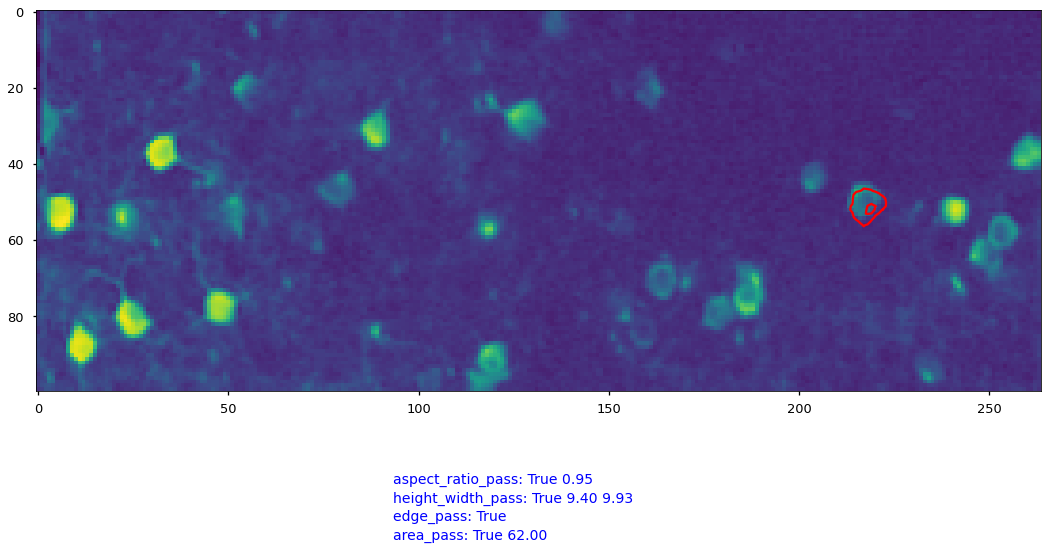 0
20
40
60
80
0
50
100
150
200
250
aspect_ratio_pass: True 0.95
height_width_pass: True 9.40 9.93
edge_pass: True
area_pass: True 62.00